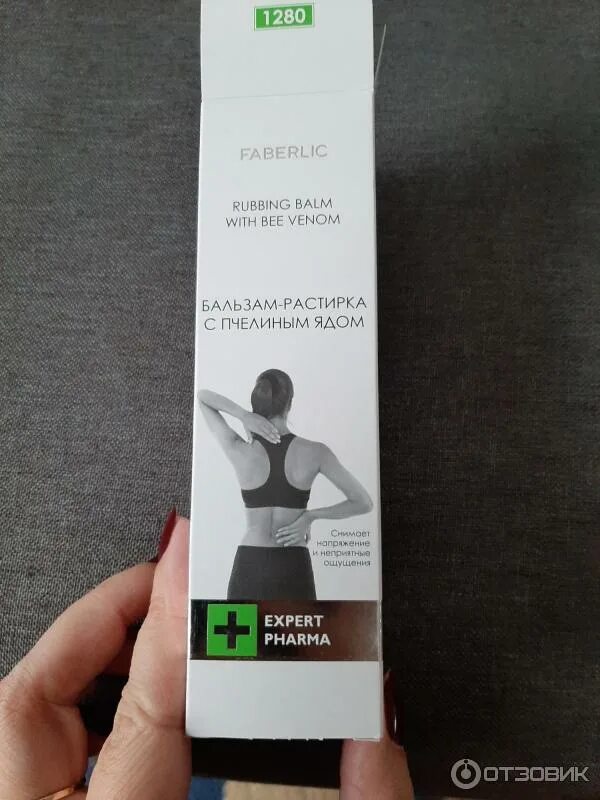 1280
FABERLIC
RUBBING BALM
WITH BEE VENOM
БАЛЬЗАМ-РАСТИРКА
С ПЧЕЛИНЫМ ЯДОМ
Снимает
напряжение
и неприятные
ощущения
EXPERT
PHARMA
ОТЗОВИК